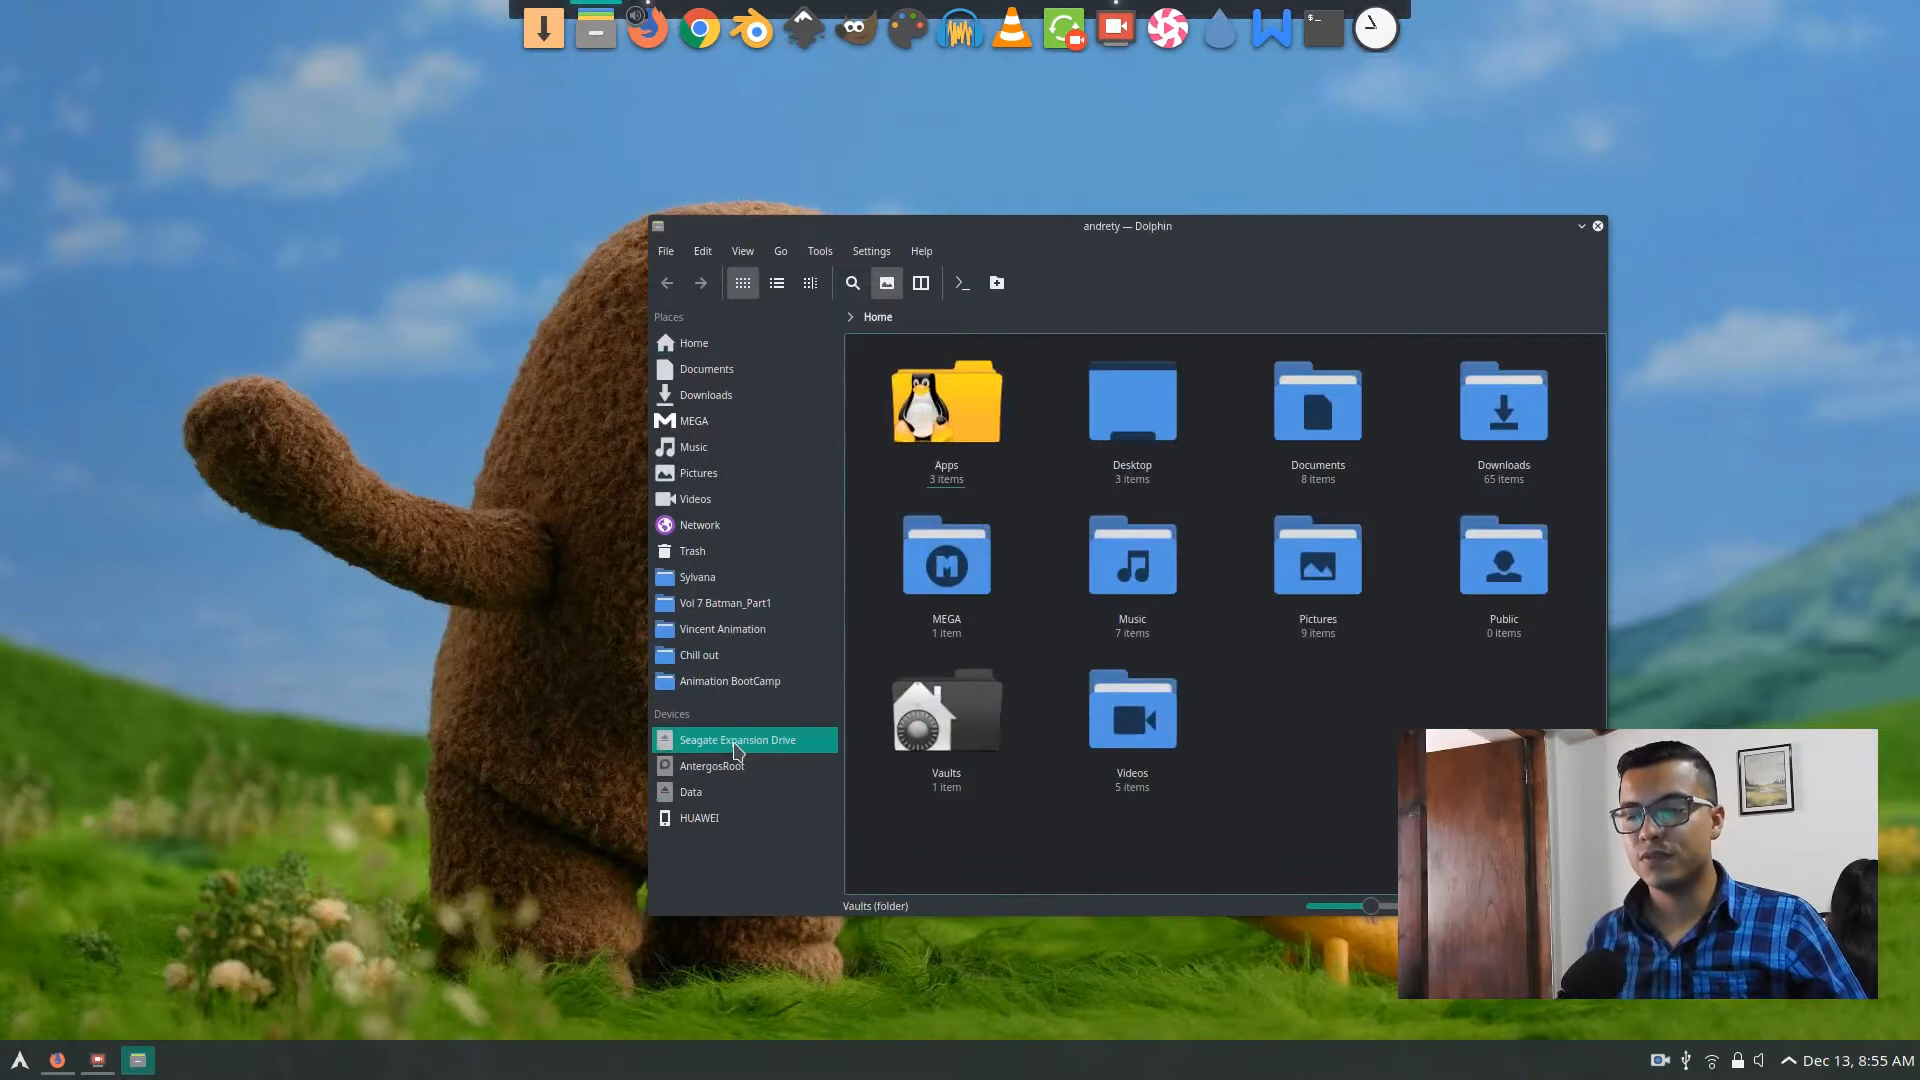 $_
andrety — Dolphin
File Edit View Go Tools Settings Help
Places
Home
Home
Documents
Downloads
MEGA
Music
Pictures
Videos
Network
Trash
Sylvana
Vol 7 Batman_Part1
Vincent Animation
Chill out
Animation BootCamp
Devices
Seagate Expansion Drive
AntergosRoot
Data
HUAWEI
Apps
3 items
Desktop
3 items
Documents
8 items
Downloads
65 items
MEGA
1 item
Music
7 items
Pictures
9 items
Public
0 items
Vaults
1 item
Videos
5 items
Vaults (folder)
Dec 13, 8:55 AM